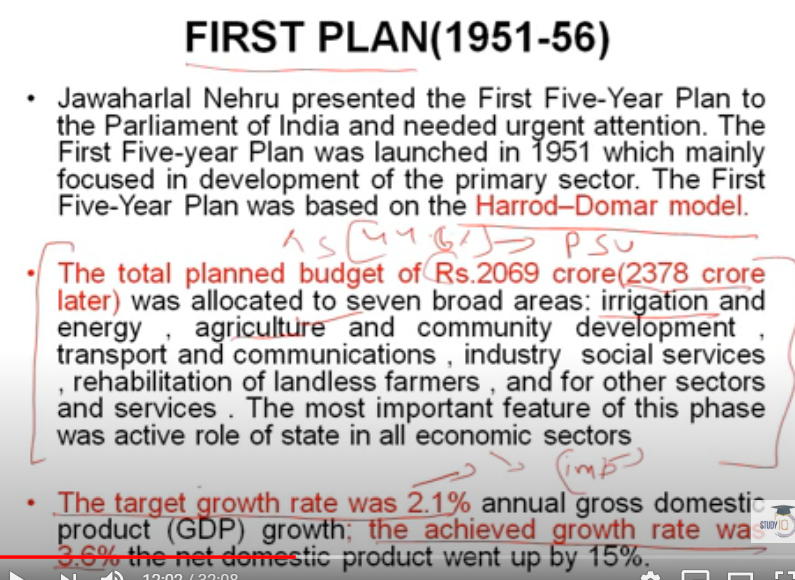 FIRST PLAN(1951-56)
• Jawaharlal Nehru presented the First Five-Year Plan to
the Parliament of India and needed urgent attention. The
First Five-year Plan was launched in 1951 which mainly
focused in development of the primary sector. The First
Five-Year Plan was based on the Harrod–Domar model.
PSU
• The total planned budget of Rs.2069 crore(2378 crore
later) was allocated to seven broad areas: irrigation and
energy , agriculture and community development ,
transport and communications , industry social services
, rehabilitation of landless farmers , and for other sectors
and services . The most important feature of this phase
was active role of state in all economic sectors
• The target growth rate was 2.1% annual gross domestic
product (GDP) growth; the achieved growth rate was
3.6% the net domestic product went up by 15%.
STUDY IQ
12:02 / 32:08